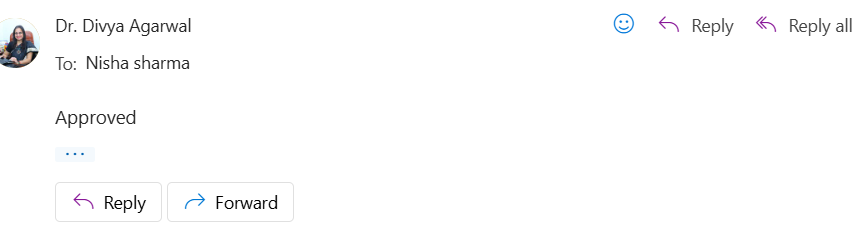 Dr. Divya Agarwal
Reply
Reply all
To: Nisha sharma
Approved
...
Reply
Forward